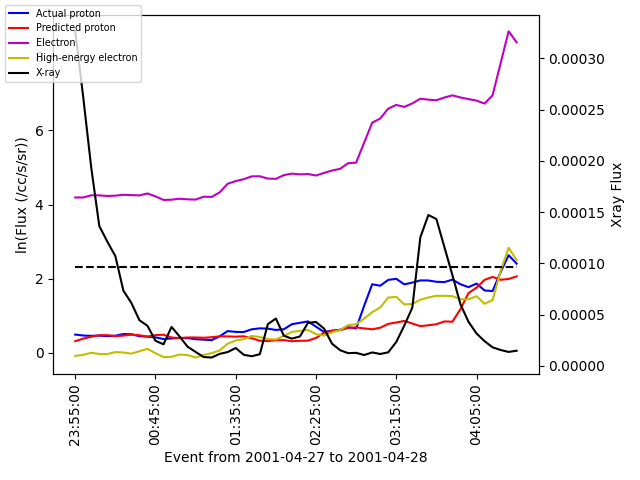 Actual proton
Predicted proton
Electron
High-energy electron
X-ray
ln(Flux (/cc/s/sr))
6
4
2
0
0.00030
0.00025
0.00020
0.00015
0.00010
0.00005
0.00000
Xray Flux
23:55:00
00:45:00
01:35:00
02:25:00
03:15:00
04:05:00
Event from 2001-04-27 to 2001-04-28